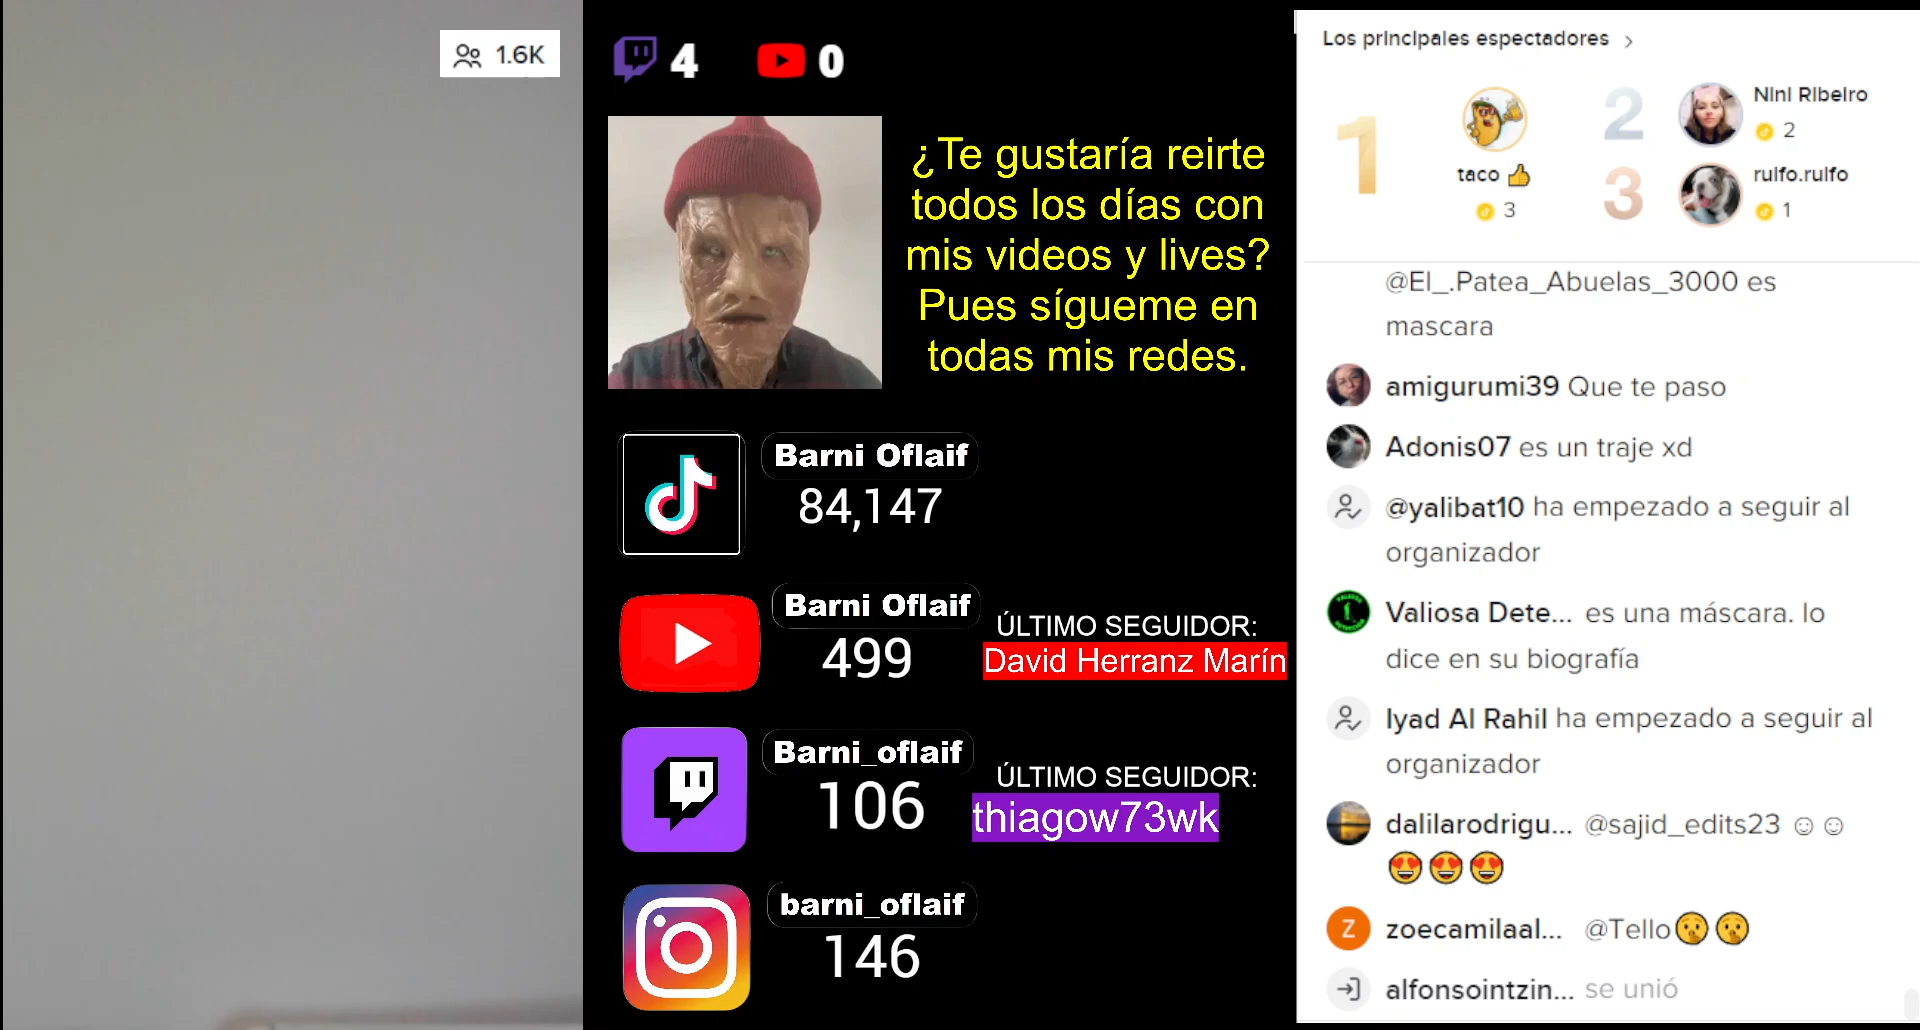 1.6K
4
0
¿Te gustaría reirte
todos los días con
mis videos y lives?
Pues sígueme en
todas mis redes.
Barni Oflaif
84,147
Barni Oflaif
499
ÚLTIMO SEGUIDOR:
David Herranz Marín
Barni_oflaif
106
ÚLTIMO SEGUIDOR:
thiagow73wk
barni_oflaif
146
Los principales espectadores
1
taco
3
2
Nini Ribeiro
2
3
rulfo.rulfo
1
@El_.Patea_Abuelas_3000 es
mascara
amigurumi39 Que te paso
Adonis07 es un traje xd
@yalibat10 ha empezado a seguir al
organizador
Valiosa Dete... es una máscara. lo
dice en su biografía
Iyad Al Rahil ha empezado a seguir al
organizador
dalilarodrigu... @sajid_edits23 ☺☺
😍😍😍
Z
zoecamilaal... @Tello🤫🤫
alfonsointzin... se unió